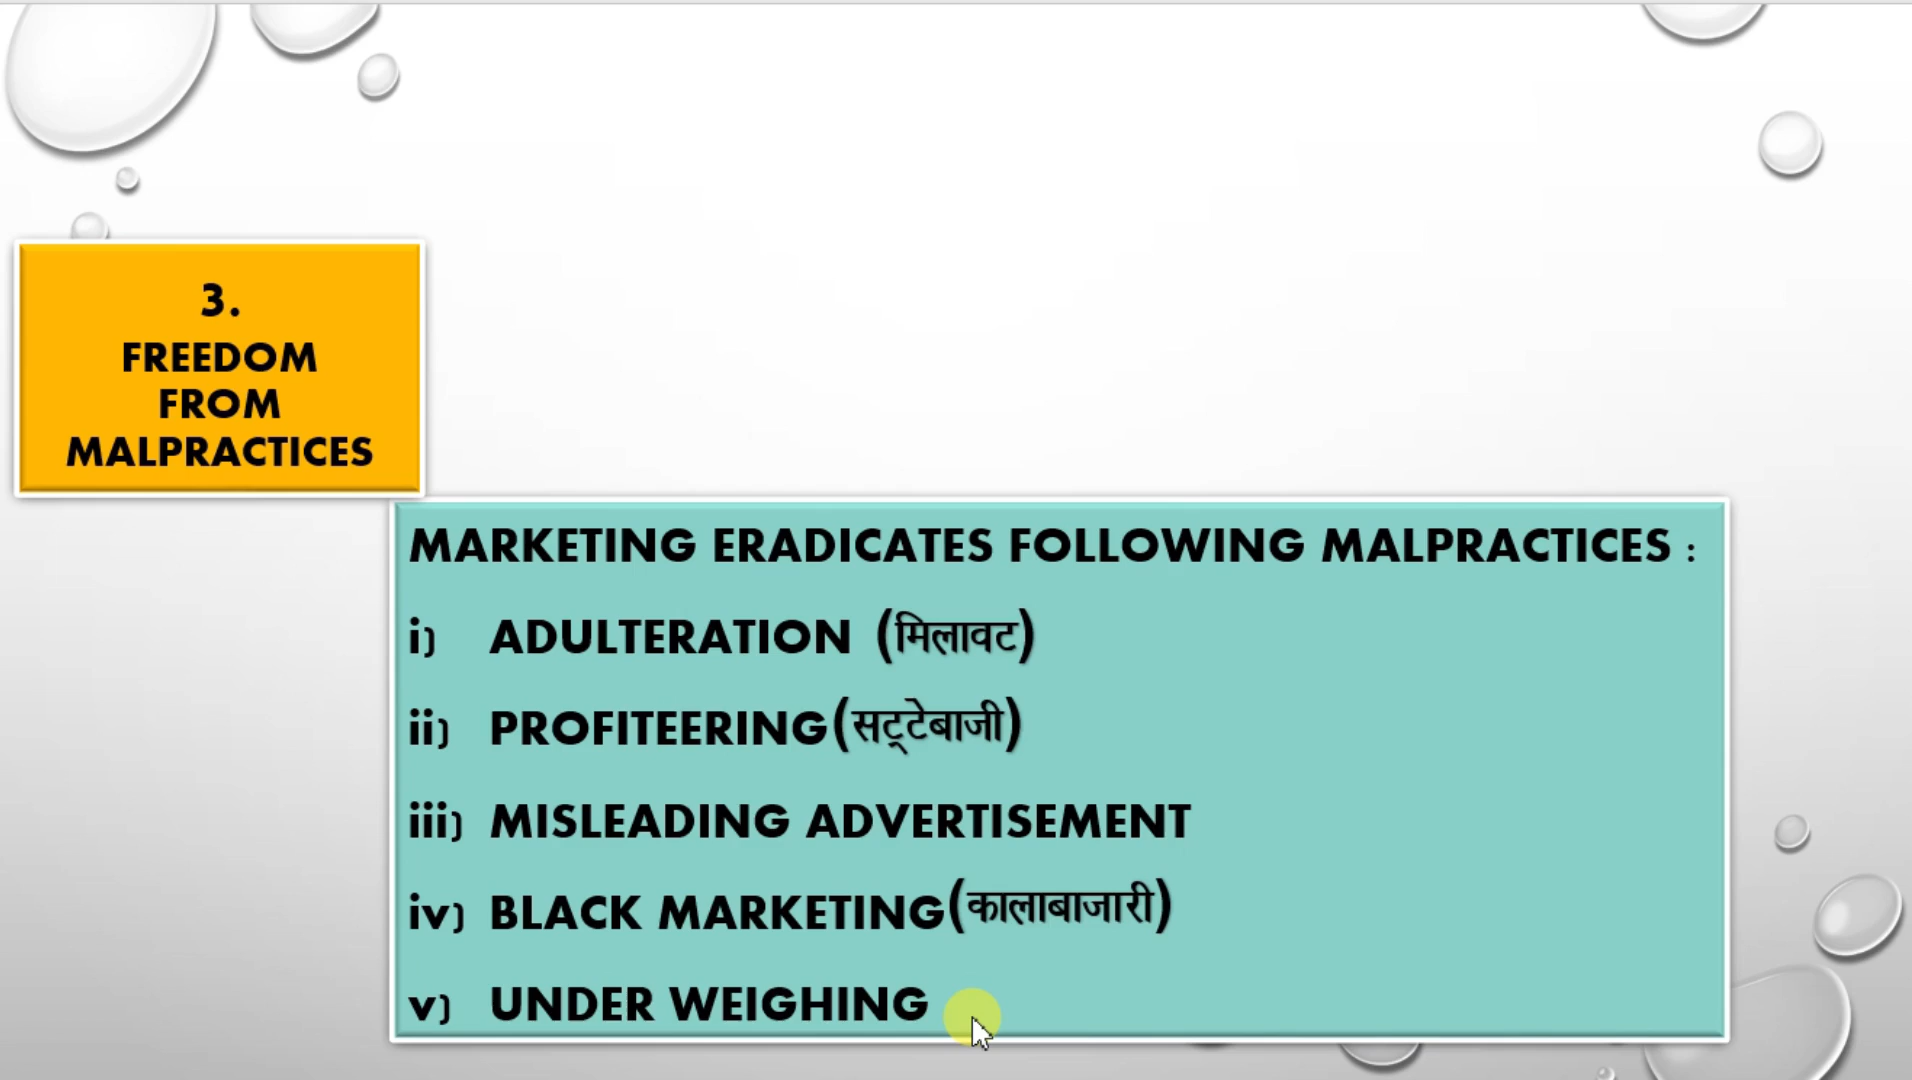 3.
FREEDOM
FROM
MALPRACTICES
MARKETING ERADICATES FOLLOWING MALPRACTICES :
i) ADULTERATION (मिलावट)
ii) PROFITEERING(सट्‌टेबाजी)
iii) MISLEADING ADVERTISEMENT
iv) BLACK MARKETING(कालाबाजारी)
v) UNDER WEIGHING